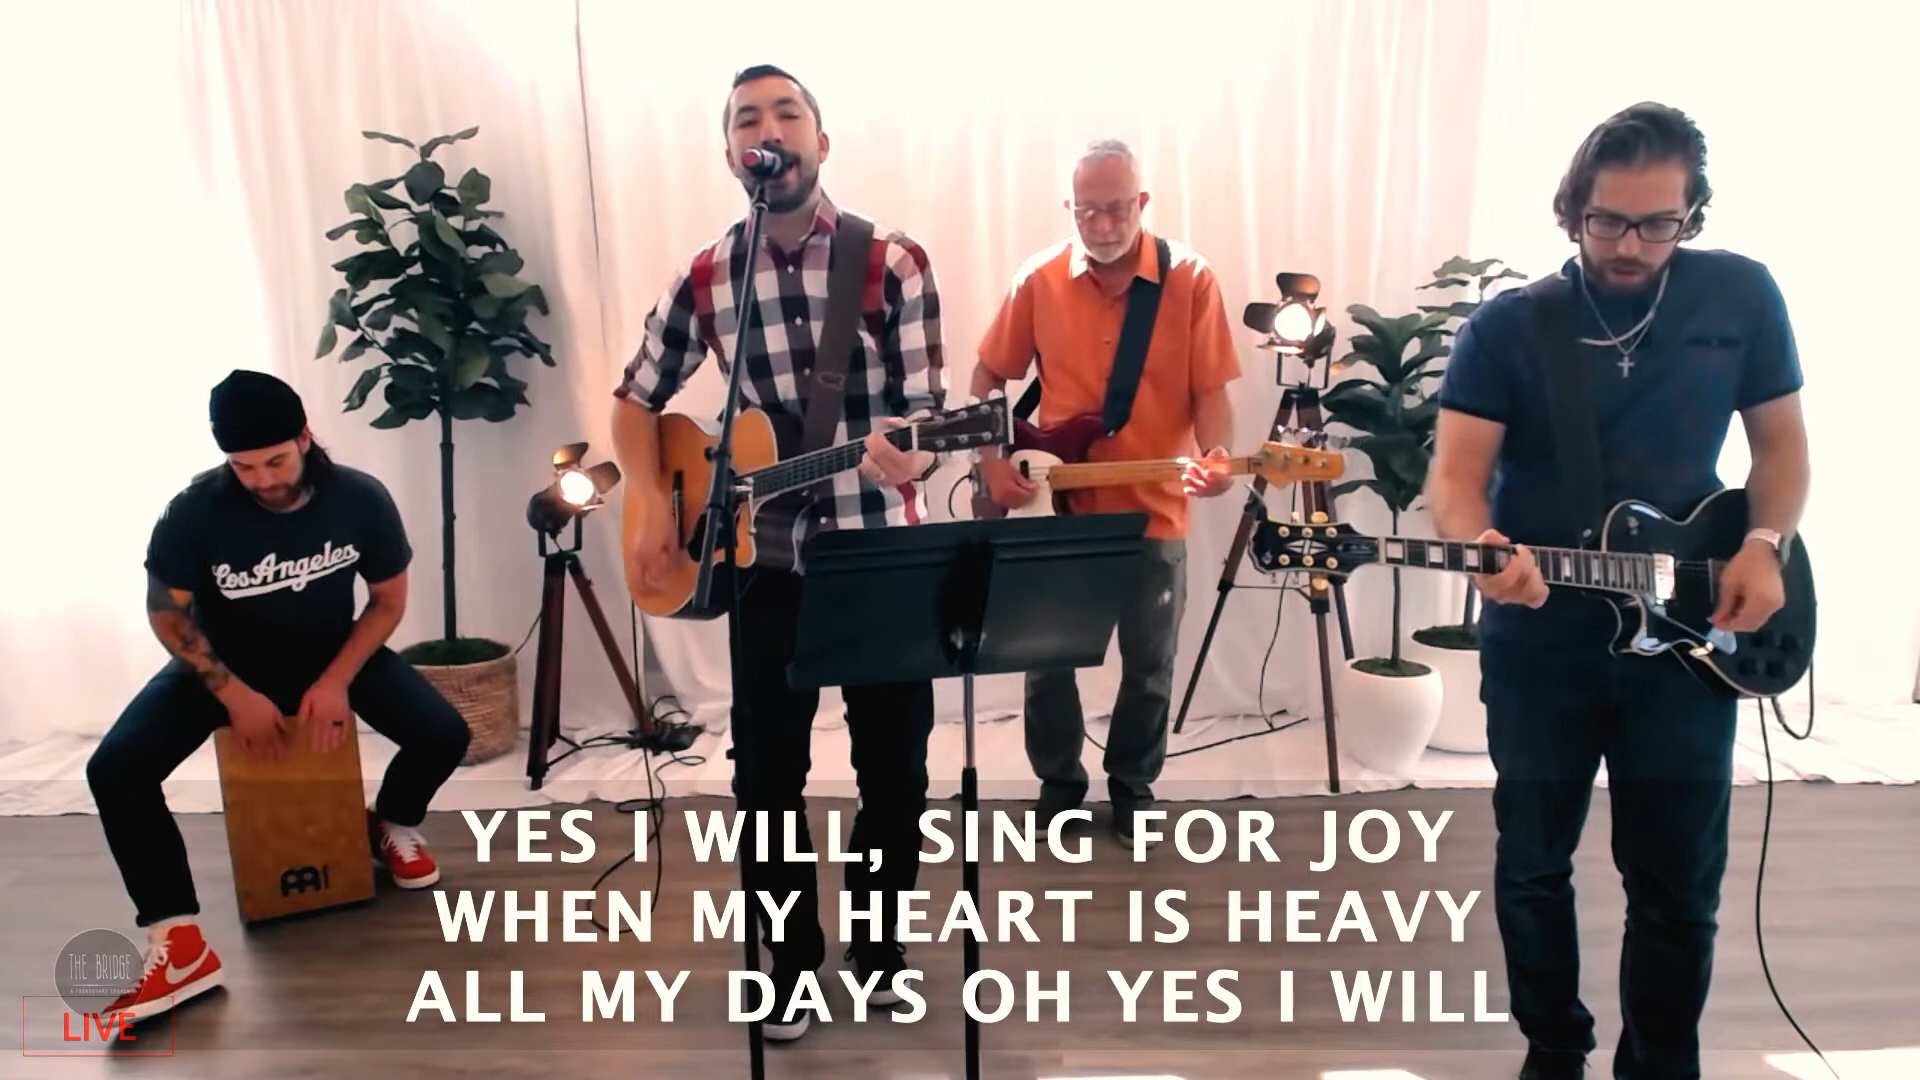 Los Angeles
YES I WILL, SING FOR JOY
WHEN MY HEART IS HEAVY
ALL MY DAYS OH YES I WILL
THE BRIDGE
LIVE